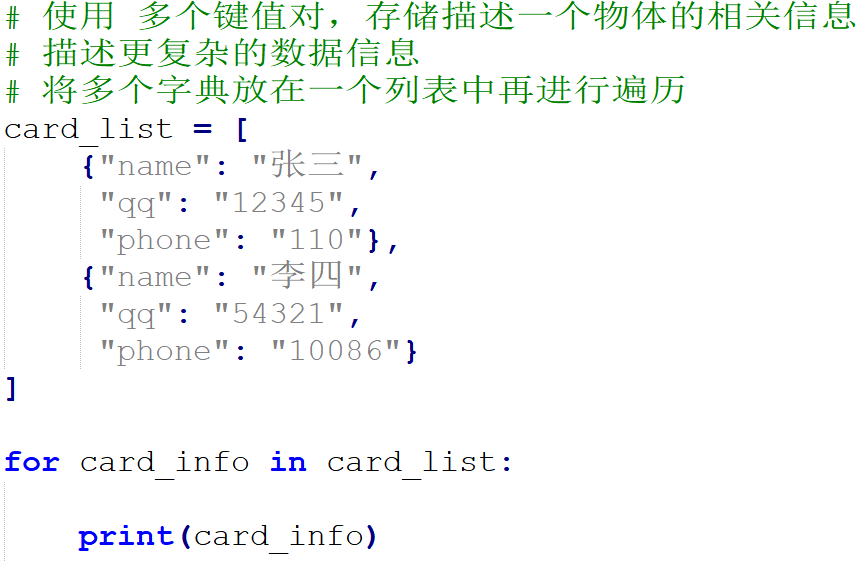 # 使用 多个键值对，存储描述一个物体的相关信息
# 描述更复杂的数据信息
# 将多个字典放在一个列表中再进行遍历
card_list = [
    {"name": "张三",
     "qq": "12345",
     "phone": "110"},
    {"name": "李四",
     "qq": "54321",
     "phone": "10086"}
]
for card_info in card_list:
    print(card_info)